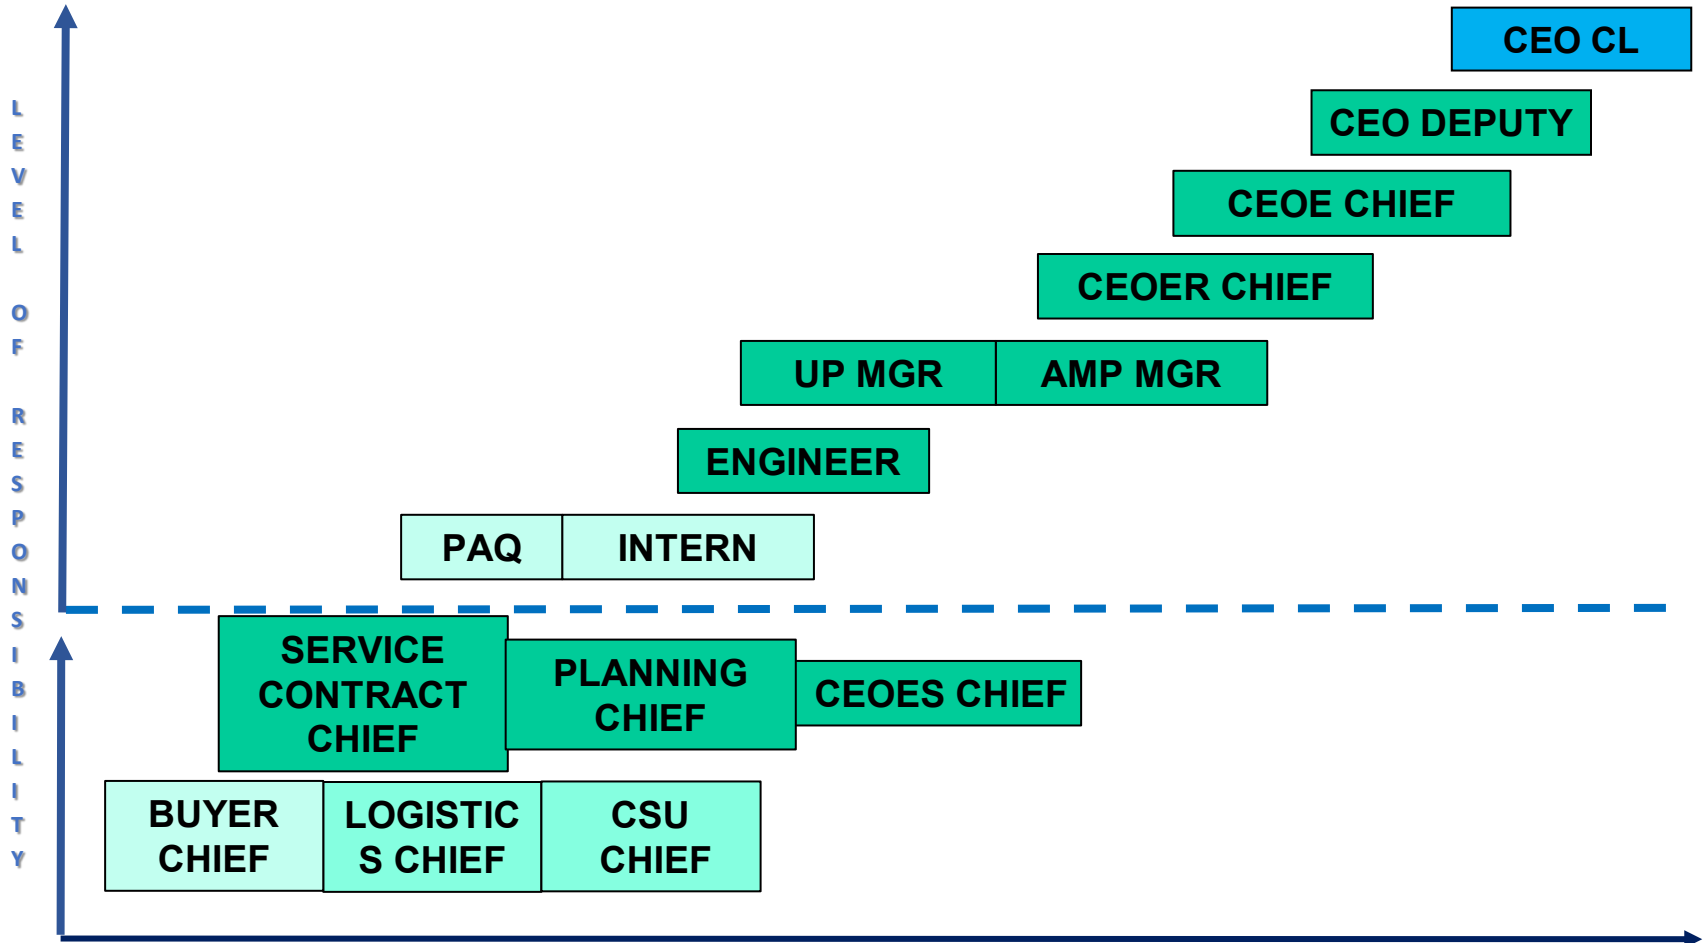 CEO CL
CEO DEPUTY
CEOE CHIEF
CEOER CHIEF
UP MGR
AMP MGR
ENGINEER
PAQ
INTERN
SERVICE
CONTRACT
CHIEF
PLANNING
CHIEF
CEOES CHIEF
BUYER
CHIEF
LOGISTIC
S CHIEF
CSU
CHIEF
LEVEL OF RESPONSIBILITY